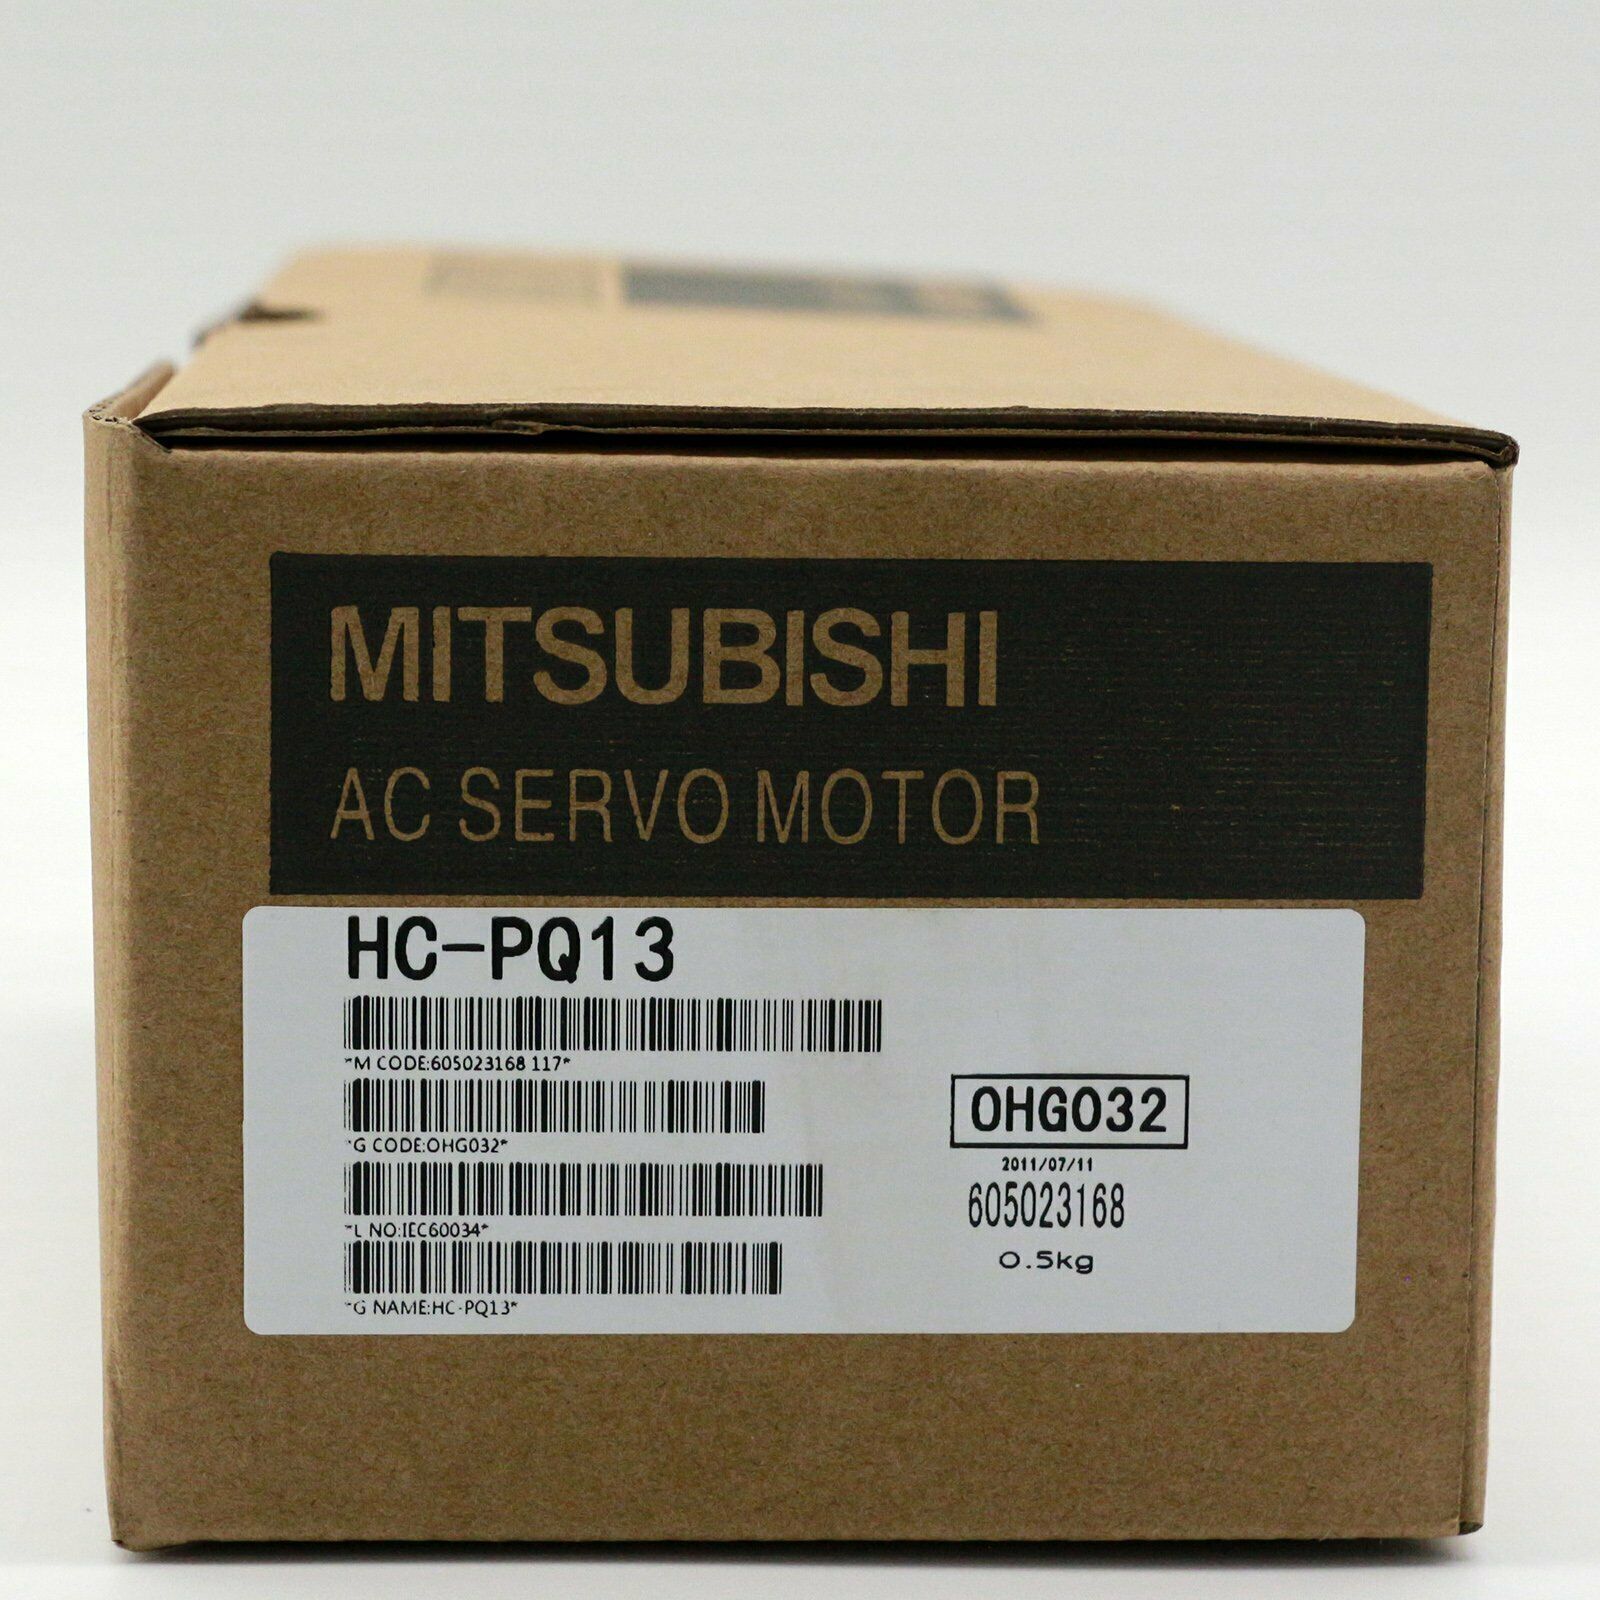 MITSUBISHI
AC SERVO MOTOR
HC-PQ13
*M CODE:605023168 117*
*G CODE:OHG032*
*L NO:IEC60034*
*G NAME:HC-PQ13*
OHG032
2011/07/11
605023168
0.5kg